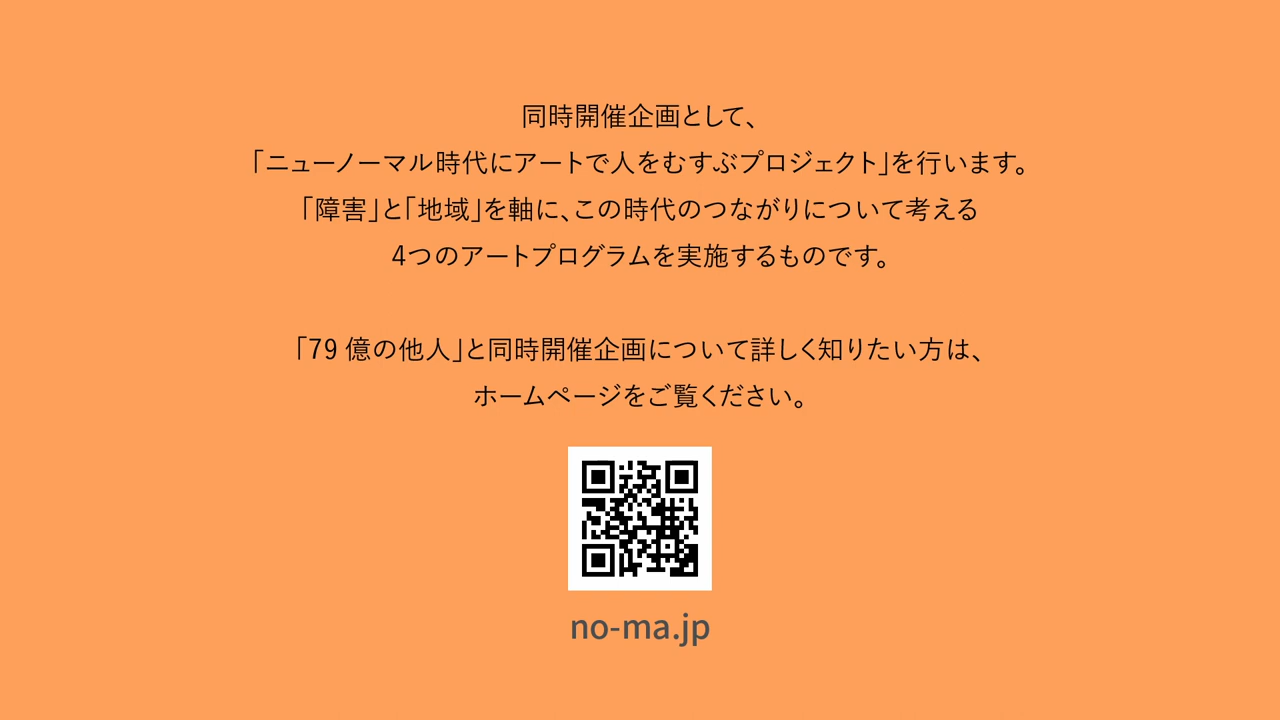 同時開催企画として、
「ニューノーマル時代にアートで人をむすぶプロジェクト」を行います。
「障害」と「地域」を軸に、この時代のつながりについて考える
4つのアートプログラムを実施するものです。
「79 億の他人」と同時開催企画について詳しく知りたい方は、
ホームページをご覧ください。
no-ma.jp